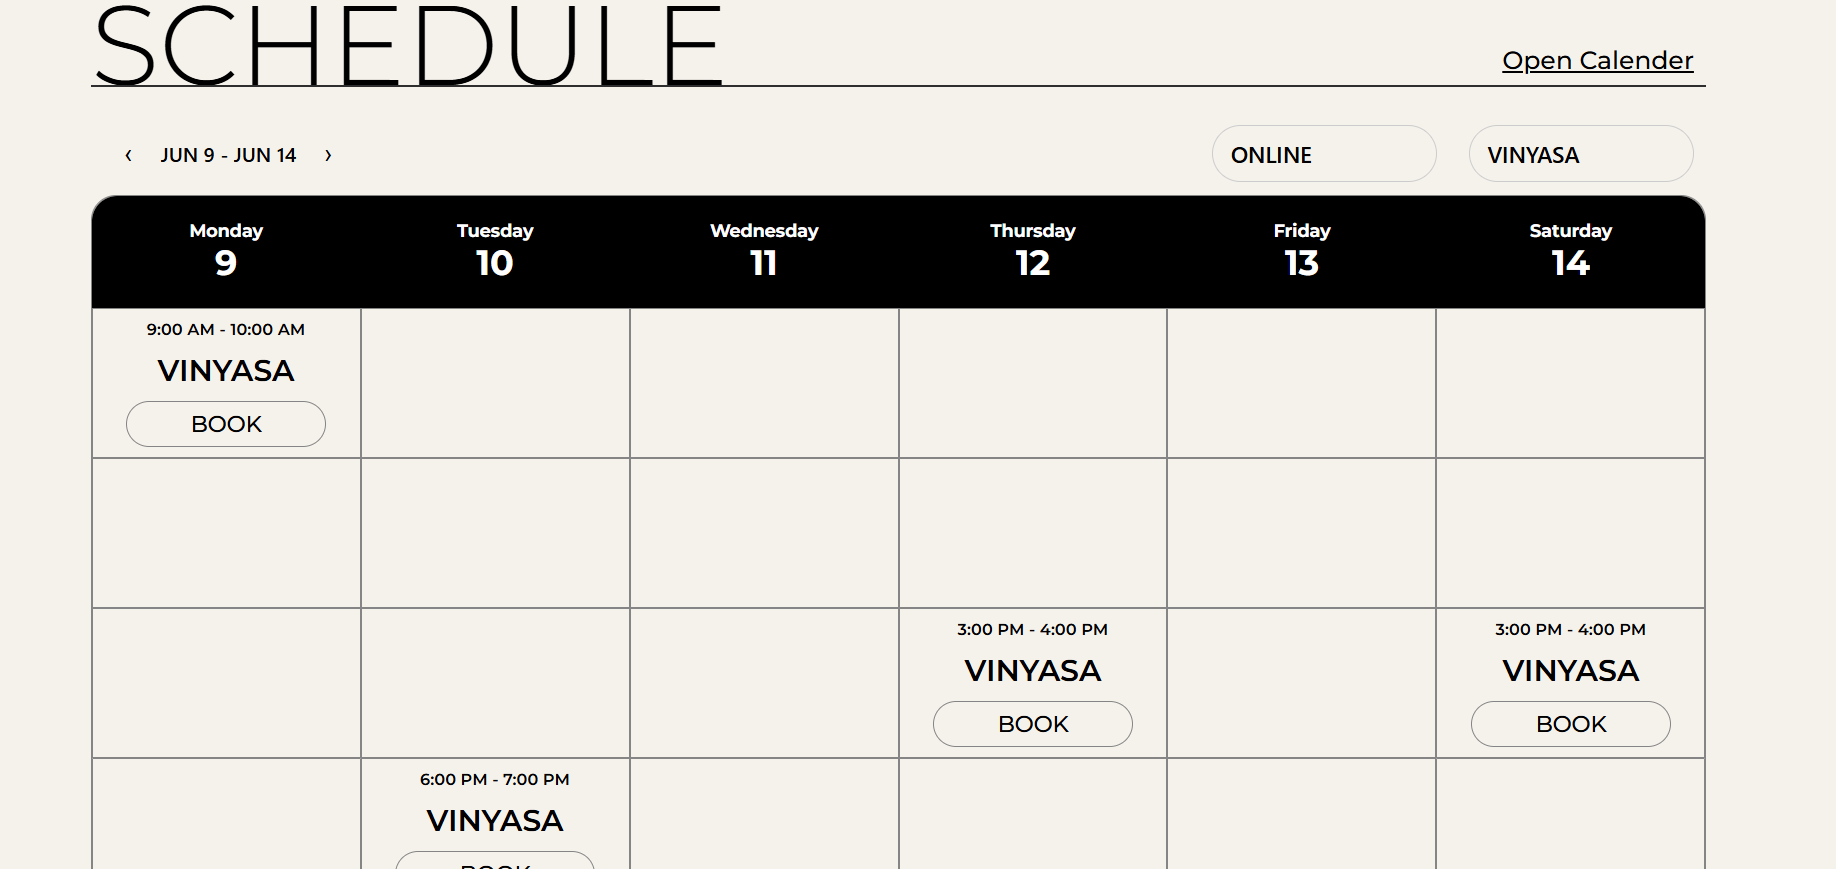 SCHEDULE
Open Calender
‹ JUN 9 - JUN 14 ›
ONLINE
VINYASA
Monday
9
Tuesday
10
Wednesday
11
Thursday
12
Friday
13
Saturday
14
9:00 AM - 10:00 AM
VINYASA
BOOK
3:00 PM - 4:00 PM
VINYASA
BOOK
3:00 PM - 4:00 PM
VINYASA
BOOK
6:00 PM - 7:00 PM
VINYASA
BOOK